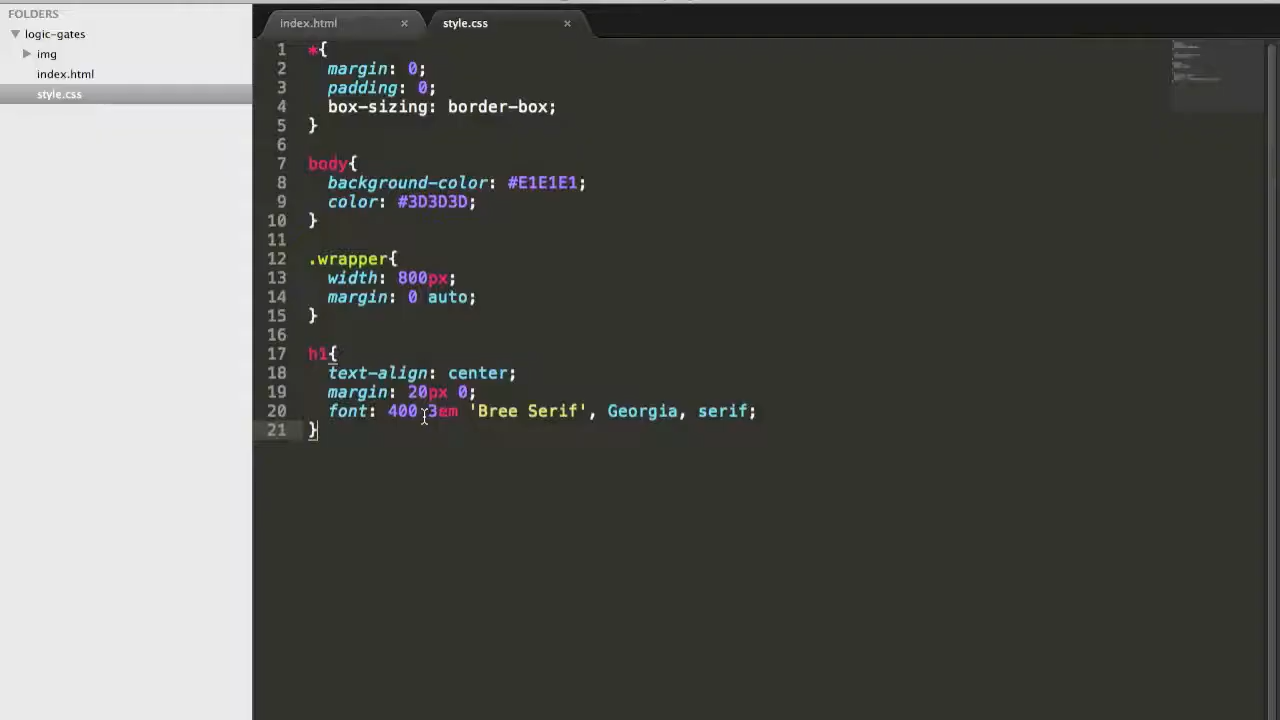 FOLDERS
logic-gates
img
index.html
style.css
index.html × style.css ×
1 *{
2 margin: 0;
3 padding: 0;
4 box-sizing: border-box;
5 }
6
7 body{
8 background-color: #E1E1E1;
9 color: #3D3D3D;
10 }
11
12 .wrapper{
13 width: 800px;
14 margin: 0 auto;
15 }
16
17 h1{
18 text-align: center;
19 margin: 20px 0;
20 font: 400 3em 'Bree Serif', Georgia, serif;
21 }